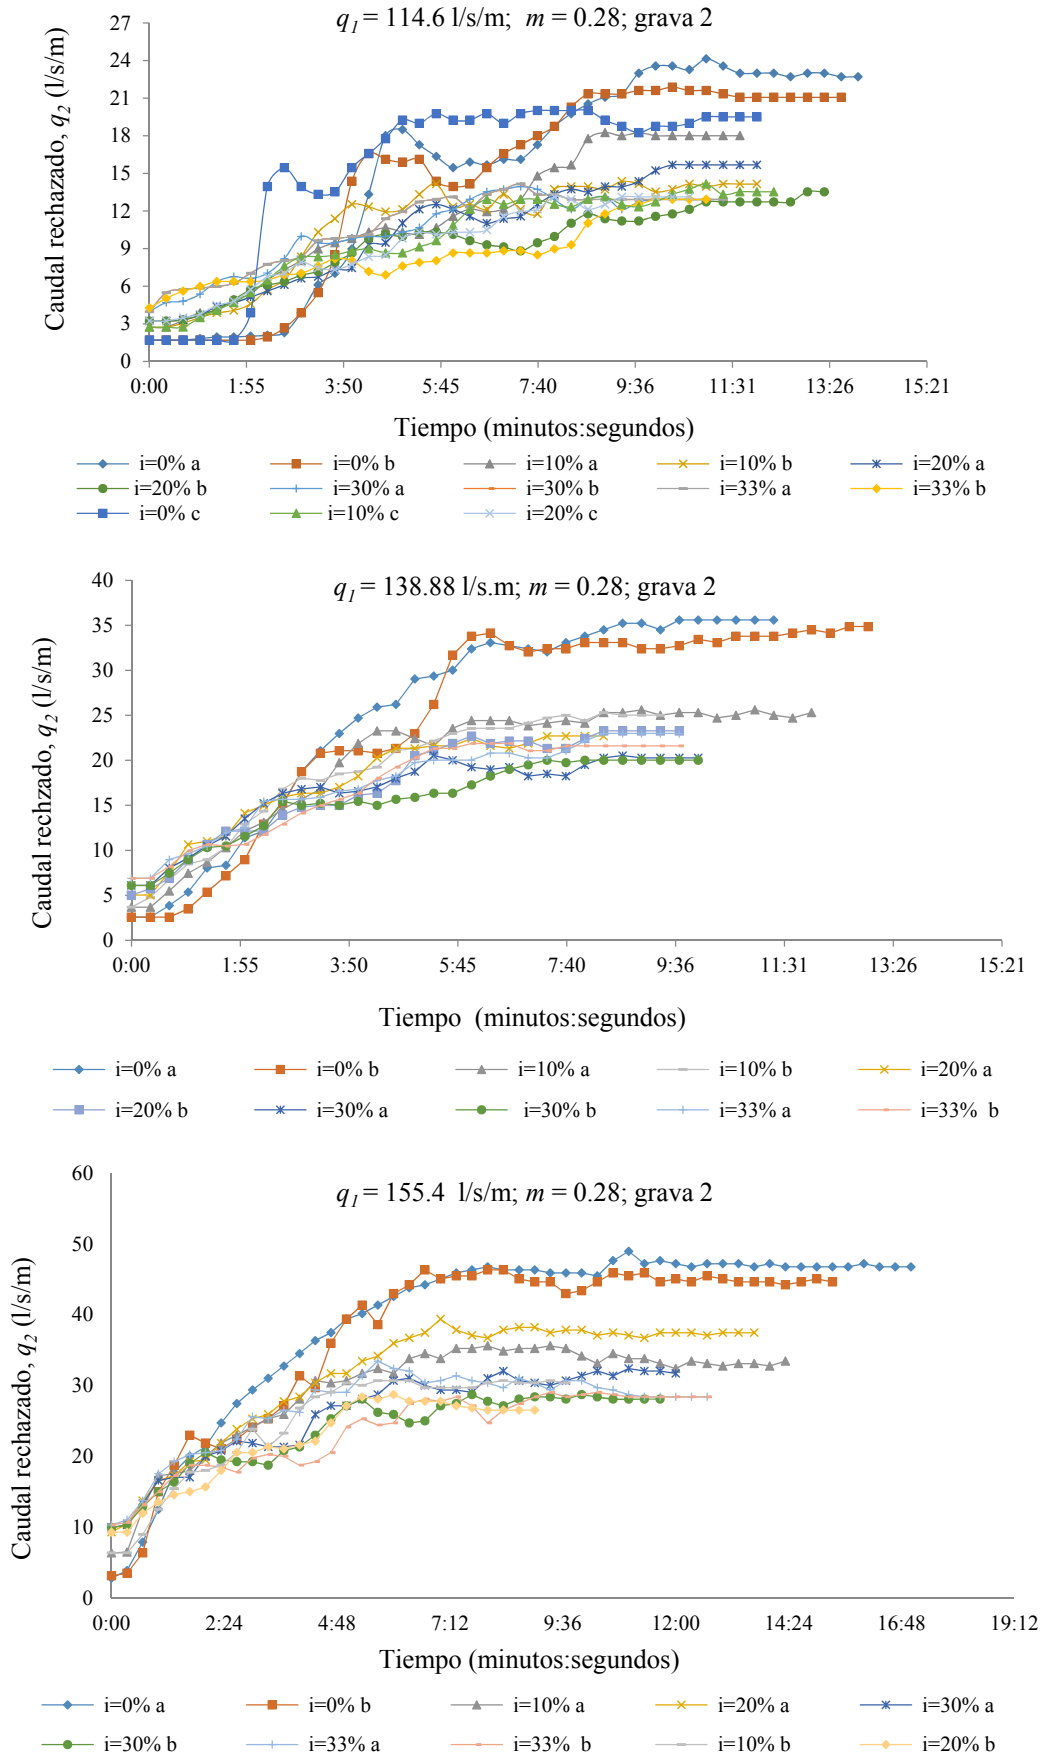 q1 = 114.6 l/s/m; m = 0.28; grava 2
27
24
21
18
15
12
9
6
3
0
Caudal rechazado, q2 (l/s/m)
0:00 1:55 3:50 5:45 7:40 9:36 11:31 13:26 15:21
Tiempo (minutos:segundos)
i=0% a i=0% b i=10% a i=10% b i=20% a
i=20% b i=30% a i=30% b i=33% a i=33% b
i=0% c i=10% c i=20% c
q1 = 138.88 l/s.m; m = 0.28; grava 2
40
35
30
25
20
15
10
5
0
Caudal rechzado, q2 (l/s/m)
0:00 1:55 3:50 5:45 7:40 9:36 11:31 13:26 15:21
Tiempo (minutos:segundos)
i=0% a i=0% b i=10% a i=10% b i=20% a
i=20% b i=30% a i=30% b i=33% a i=33% b
q1 = 155.4 l/s/m; m = 0.28; grava 2
60
50
40
30
20
10
0
Caudal rechazado, q2 (l/s/m)
0:00 2:24 4:48 7:12 9:36 12:00 14:24 16:48 19:12
Tiempo (minutos:segundos)
i=0% a i=0% b i=10% a i=20% a i=30% a
i=30% b i=33% a i=33% b i=10% b i=20% b